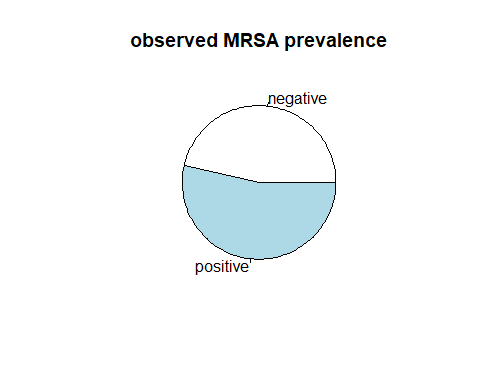 observed MRSA prevalence
negative
positive